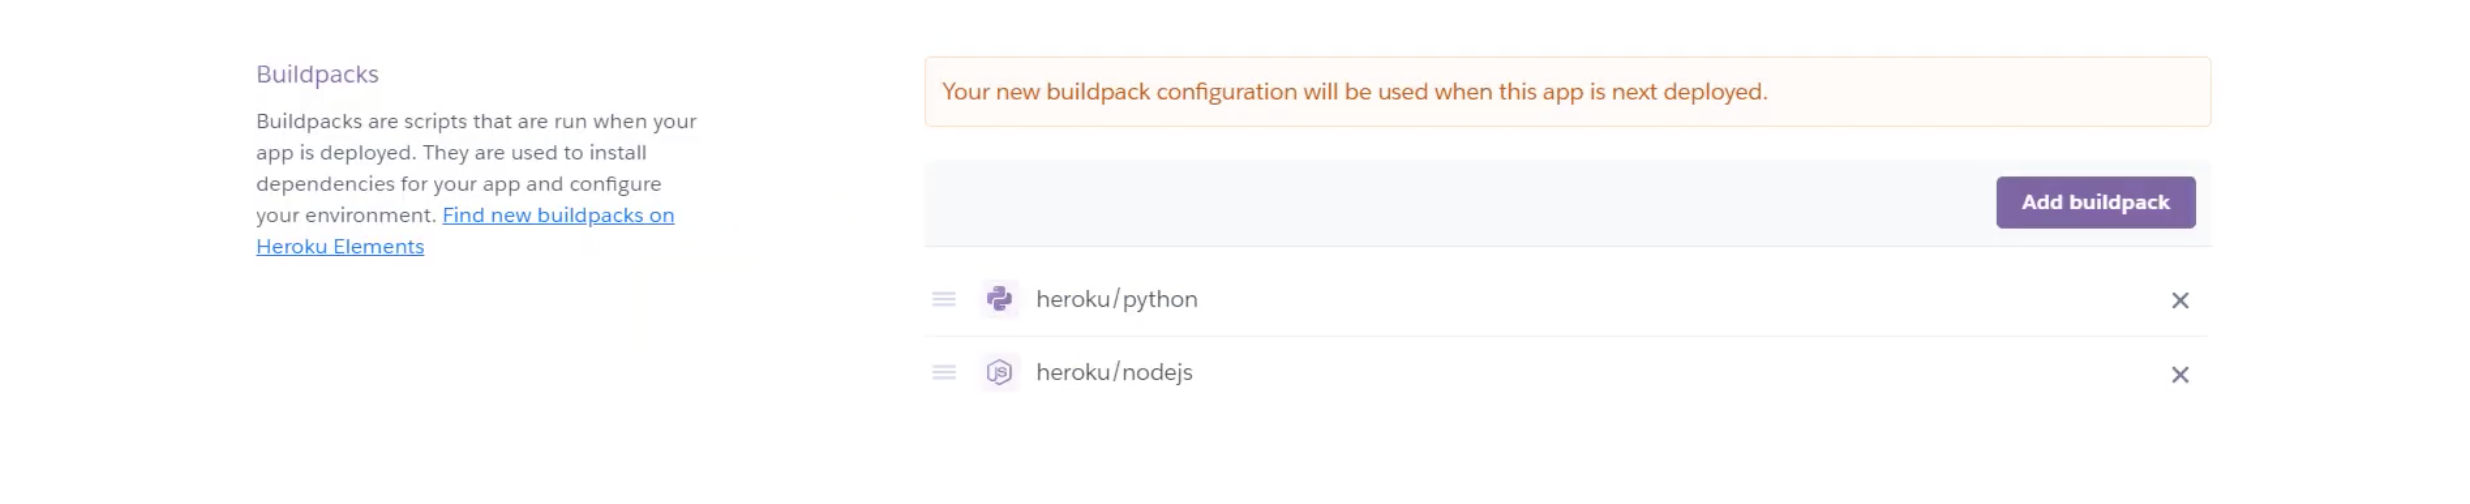 Buildpacks
Buildpacks are scripts that are run when your
app is deployed. They are used to install
dependencies for your app and configure
your environment. Find new buildpacks on
Heroku Elements
Your new buildpack configuration will be used when this app is next deployed.
Add buildpack
heroku/python
heroku/nodejs